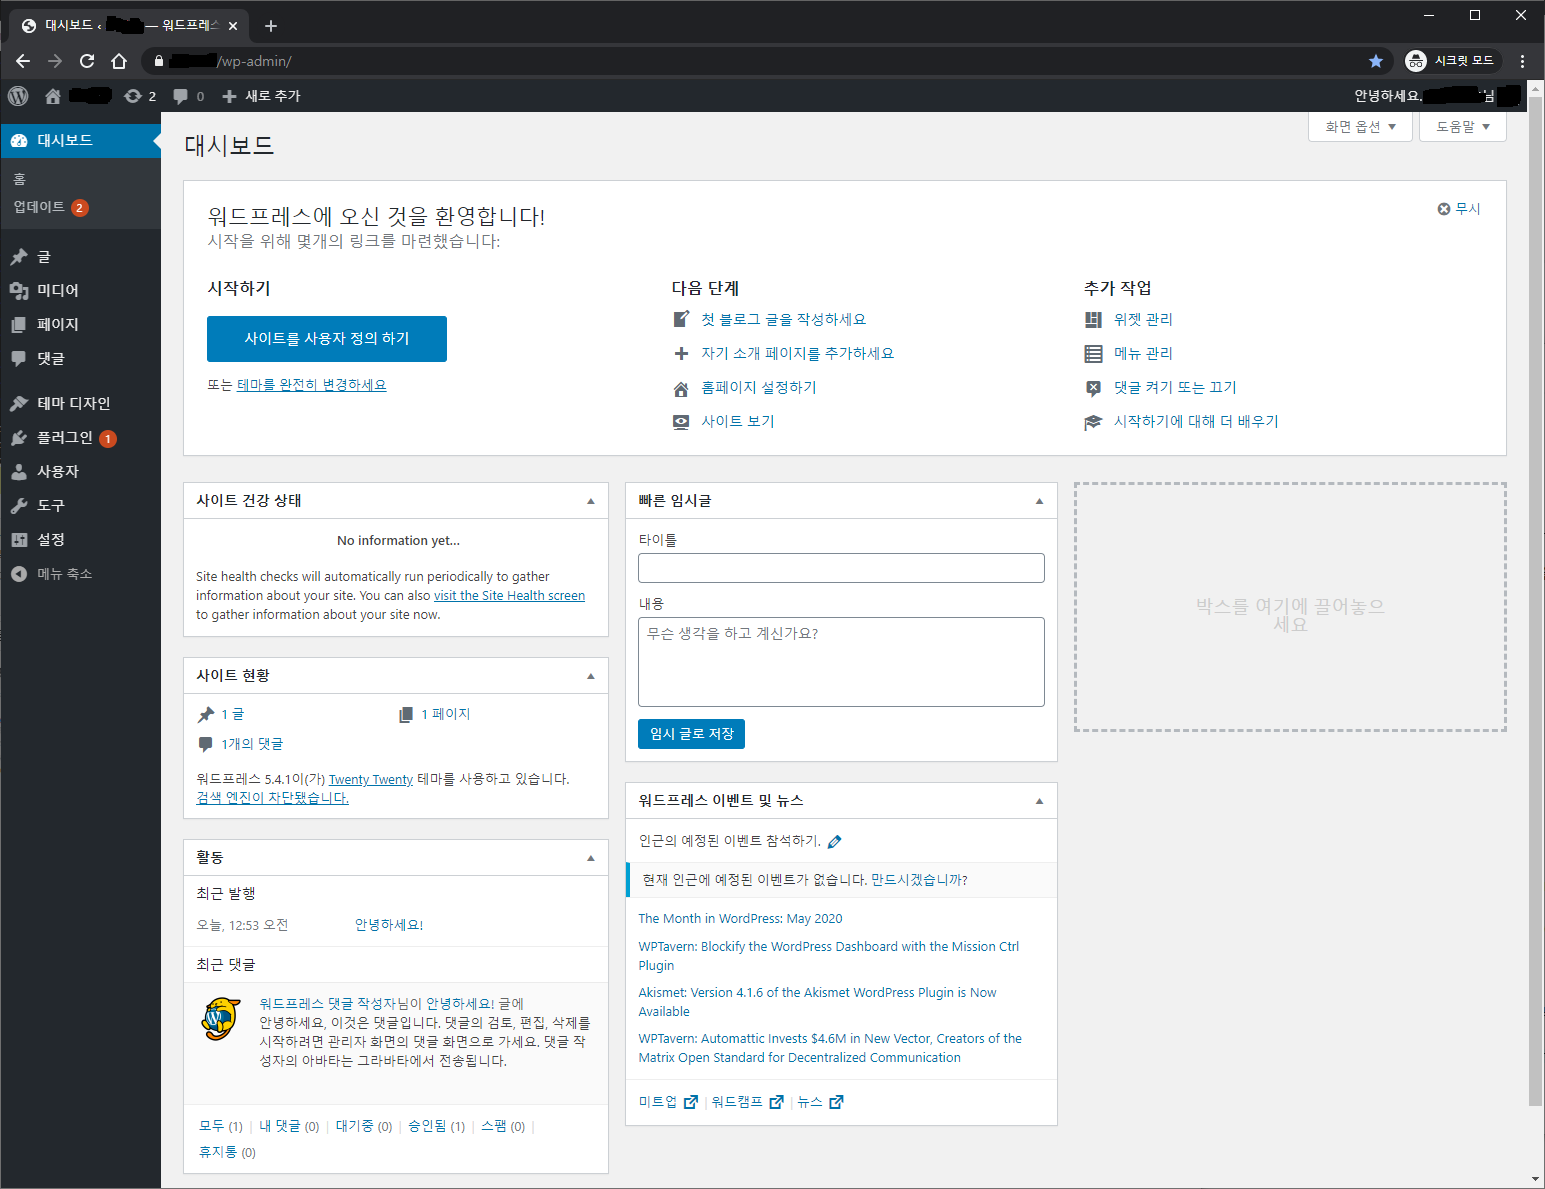 대시보드 ‹ — 워드프레스
/wp-admin/
시크릿 모드
2
0
새로 추가
안녕하세요. 님
대시보드
홈
업데이트 2
글
미디어
페이지
댓글
테마 디자인
플러그인 1
사용자
도구
설정
메뉴 축소
대시보드
화면 옵션
도움말
워드프레스에 오신 것을 환영합니다!
시작을 위해 몇개의 링크를 마련했습니다:
무시
시작하기
사이트를 사용자 정의 하기
또는 테마를 완전히 변경하세요
다음 단계
첫 블로그 글을 작성하세요
자기 소개 페이지를 추가하세요
홈페이지 설정하기
사이트 보기
추가 작업
위젯 관리
메뉴 관리
댓글 켜기 또는 끄기
시작하기에 대해 더 배우기
사이트 건강 상태
No information yet...
Site health checks will automatically run periodically to gather
information about your site. You can also visit the Site Health screen
to gather information about your site now.
사이트 현황
1 글
1 페이지
1개의 댓글
워드프레스 5.4.1이(가) Twenty Twenty 테마를 사용하고 있습니다.
검색 엔진이 차단됐습니다.
활동
최근 발행
오늘, 12:53 오전
안녕하세요!
최근 댓글
워드프레스 댓글 작성자님이 안녕하세요! 글에
안녕하세요, 이것은 댓글입니다. 댓글의 검토, 편집, 삭제를
시작하려면 관리자 화면의 댓글 화면으로 가세요. 댓글 작
성자의 아바타는 그라바타에서 전송됩니다.
모두 (1) | 내 댓글 (0) | 대기중 (0) | 승인됨 (1) | 스팸 (0) |
휴지통 (0)
빠른 임시글
타이틀
내용
무슨 생각을 하고 계신가요?
임시 글로 저장
워드프레스 이벤트 및 뉴스
인근의 예정된 이벤트 참석하기.
현재 인근에 예정된 이벤트가 없습니다. 만드시겠습니까?
The Month in WordPress: May 2020
WPTavern: Blockify the WordPress Dashboard with the Mission Ctrl
Plugin
Akismet: Version 4.1.6 of the Akismet WordPress Plugin is Now
Available
WPTavern: Automattic Invests $4.6M in New Vector, Creators of the
Matrix Open Standard for Decentralized Communication
미트업 | 워드캠프 | 뉴스
박스를 여기에 끌어놓으
세요